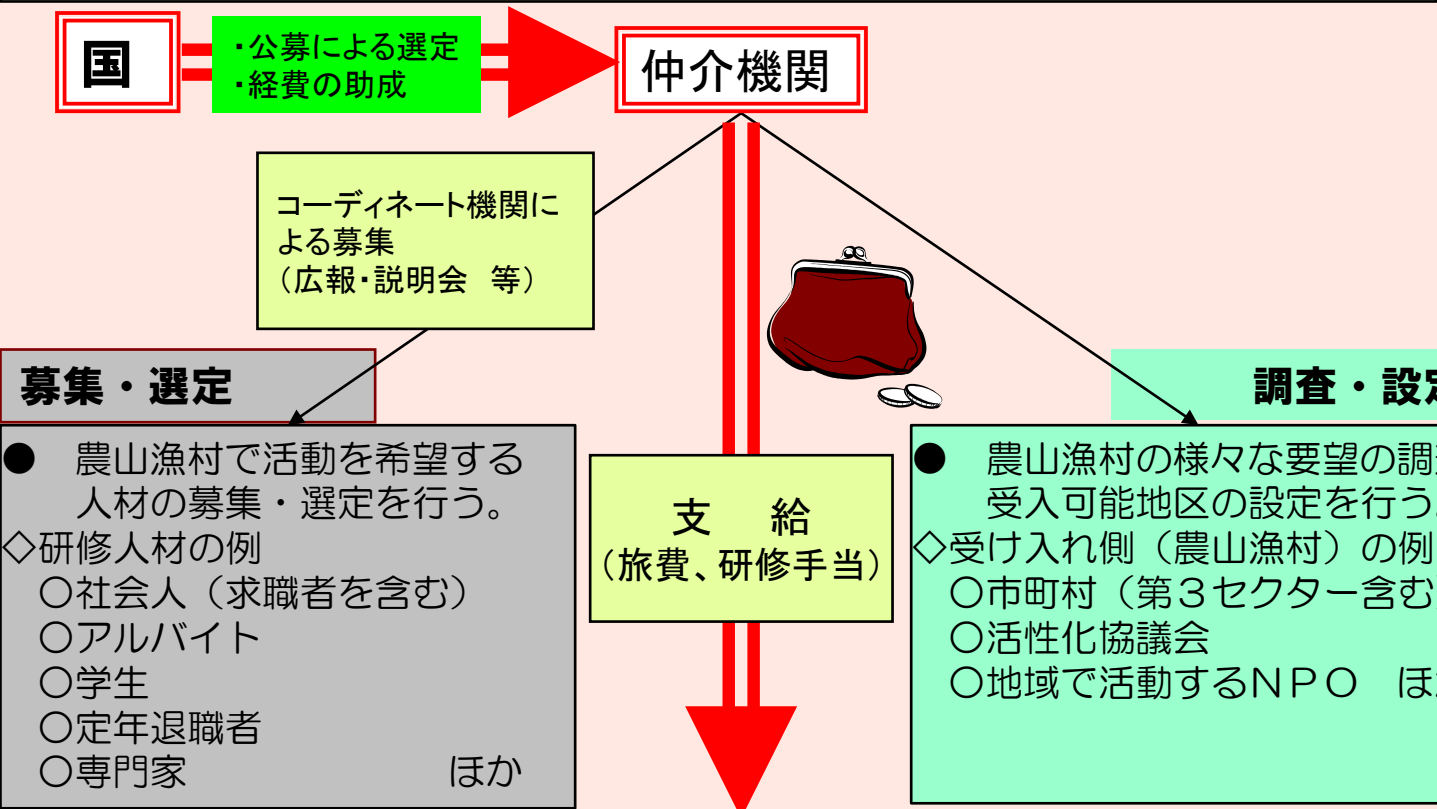 国
・公募による選定
・経費の助成
仲介機関
コーディネート機関に
よる募集
(広報・説明会　等)
募集・選定
●　農山漁村で活動を希望する
人材の募集・選定を行う。
◇研修人材の例
○社会人（求職者を含む）
○アルバイト
○学生
○定年退職者
○専門家　ほか
支　給
(旅費、研修手当)
調査・設定
●　農山漁村の様々な要望の調査
受入可能地区の設定を行う
◇受け入れ側（農山漁村）の例
○市町村（第３セクター含む
○活性化協議会
○地域で活動するＮＰＯ　ほ